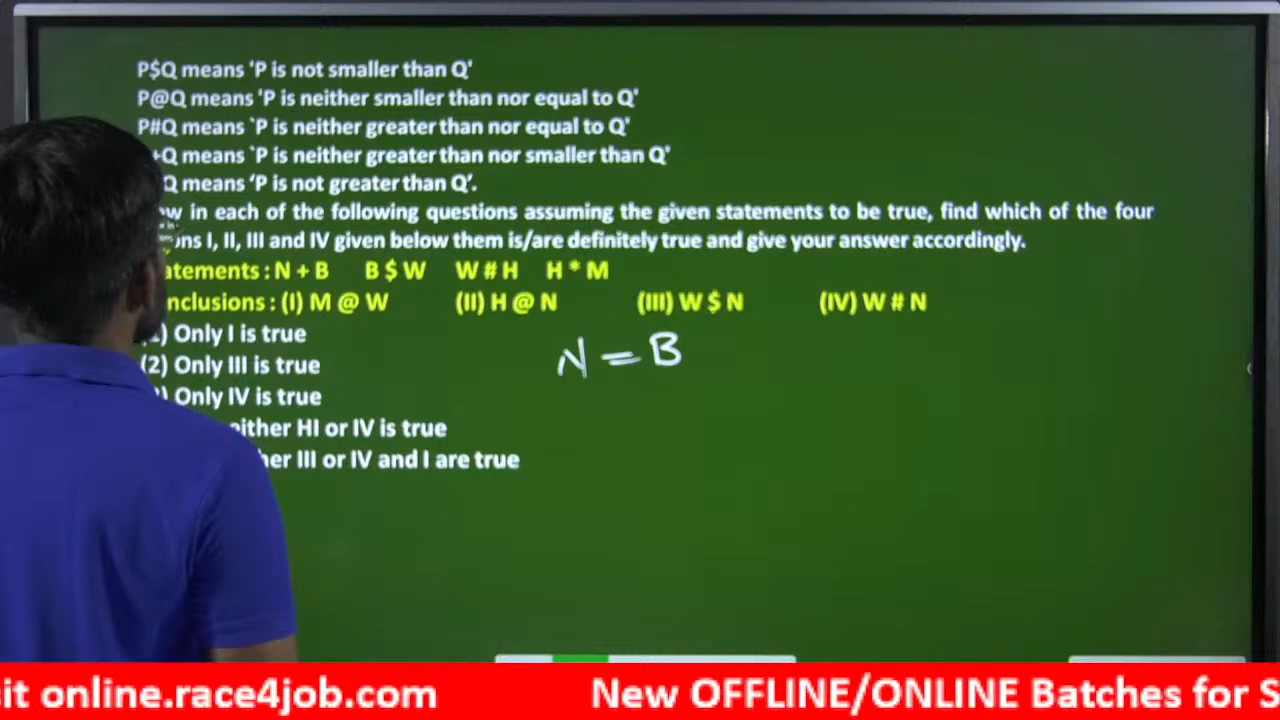 P$Q means 'P is not smaller than Q'
P@Q means 'P is neither smaller than nor equal to Q'
P#Q means `P is neither greater than nor equal to Q'
+Q means `P is neither greater than nor smaller than Q'
Q means 'P is not greater than Q'.
in each of the following questions assuming the given statements to be true, find which of the four
I, II, III and IV given below them is/are definitely true and give your answer accordingly.
atements : N + B B $ W W # H H * M
nclusions : (I) M @ W (II) H @ N (III) W $ N (IV) W # N
) Only I is true
(2) Only III is true
) Only IV is true
either HI or IV is true
her III or IV and I are true
N = B
sit online.race4job.com New OFFLINE/ONLINE Batches for S